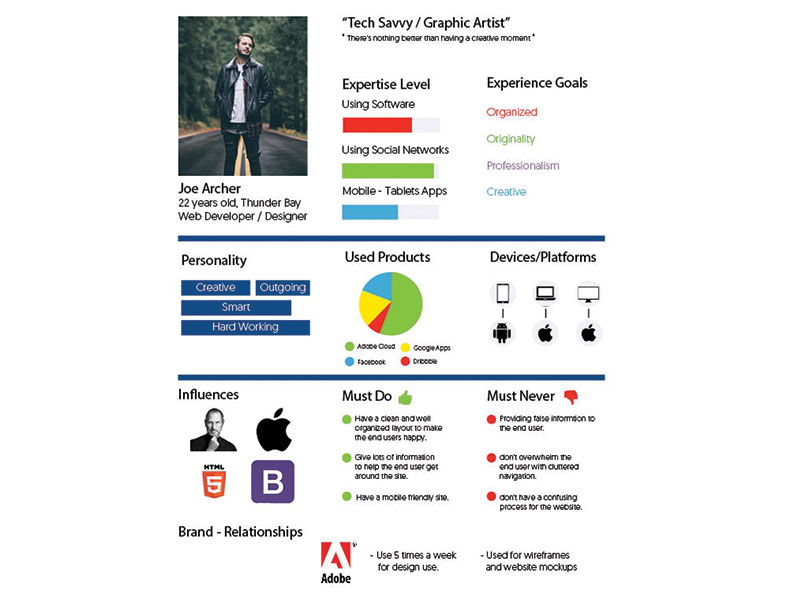 “Tech Savvy / Graphic Artist”
" There's nothing better than having a creative moment "
Joe Archer
22 years old, Thunder Bay
Web Developer / Designer
Expertise Level
Using Software
Using Social Networks
Mobile - Tablets Apps
Experience Goals
Organized
Originality
Professionalism
Creative
Personality
Creative
Outgoing
Smart
Hard Working
Used Products
Adobe Cloud
Google Apps
Facebook
Dribbble
Devices/Platforms
Influences
HTML
5
B
Must Do
Have a clean and well
organized layout to make
the end users happy.
Give lots of information
to help the end user get
around the site.
Have a mobile friendly site.
Must Never
Providing false informtion to
the end user.
don't overwhelm the
end user with cluttered
navigation.
don't have a confusing
process for the website.
Brand - Relationships
Adobe
- Use 5 times a week
for design use.
- Used for wireframes
and website mockups